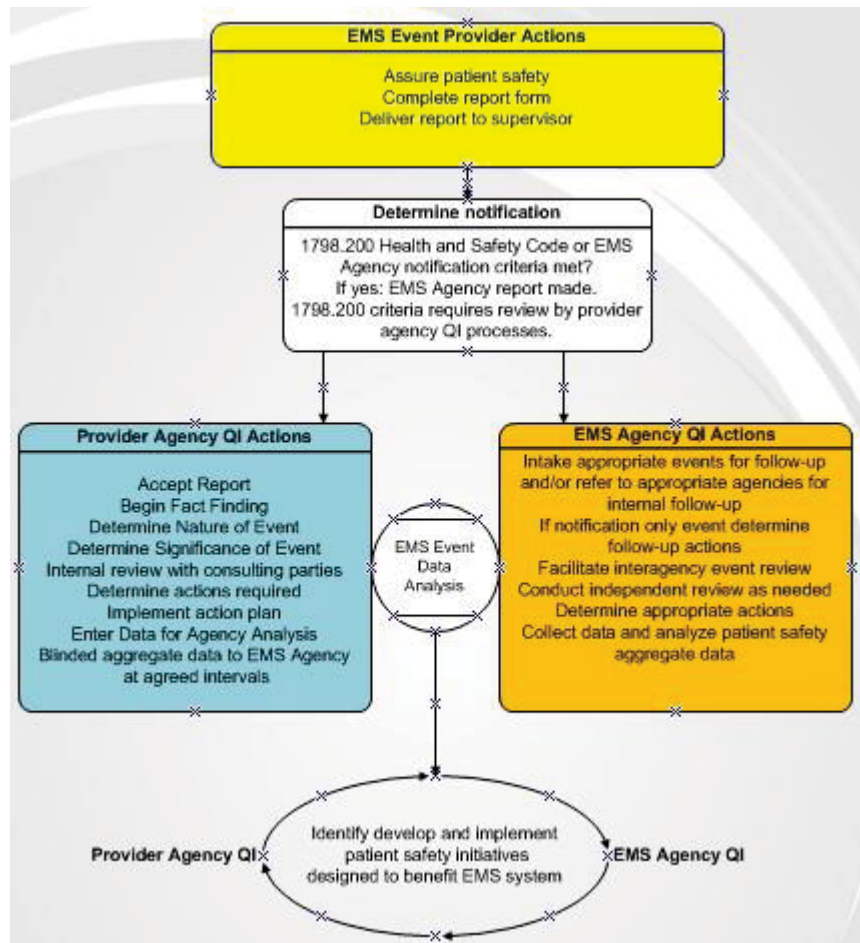 EMS Event Provider Actions
Assure patient safety
Complete report form
Deliver report to supervisor
Determine notification
1798.200 Health and Safety Code or EMS
Agency notification criteria met?
If yes: EMS Agency report made.
1798.200 criteria requires review by provider
agency QI processes.
Provider Agency QI Actions
Accept Report
Begin Fact Finding
Determine Nature of Event
Determine Significance of Event
Internal review with consulting parties
Determine actions required
Implement action plan
Enter Data for Agency Analysis
Blinded aggregate data to EMS Agency
at agreed intervals
EMS Event
Data
Analysis
EMS Agency QI Actions
Intake appropriate events for follow-up
and/or refer to appropriate agencies for
internal follow-up
If notification only event determine
follow-up actions
Facilitate interagency event review
Conduct independent review as needed
Determine appropriate actions
Collect data and analyze patient safety
aggregate data
Provider Agency QI
Identify develop and implement
patient safety initiatives
designed to benefit EMS system
EMS Agency QI